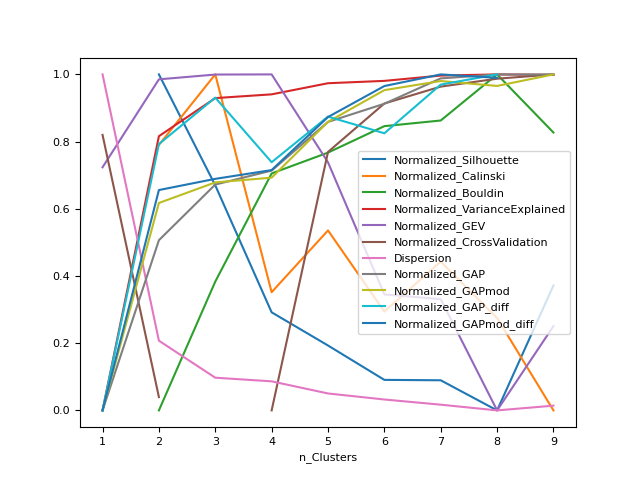 1.0
0.8
0.6
0.4
0.2
0.0
Normalized_Silhouette
Normalized_Calinski
Normalized_Bouldin
Normalized_VarianceExplained
Normalized_GEV
Normalized_CrossValidation
Dispersion
Normalized_GAP
Normalized_GAPmod
Normalized_GAP_diff
Normalized_GAPmod_diff
1 2 3 4 5 6 7 8 9
n_Clusters